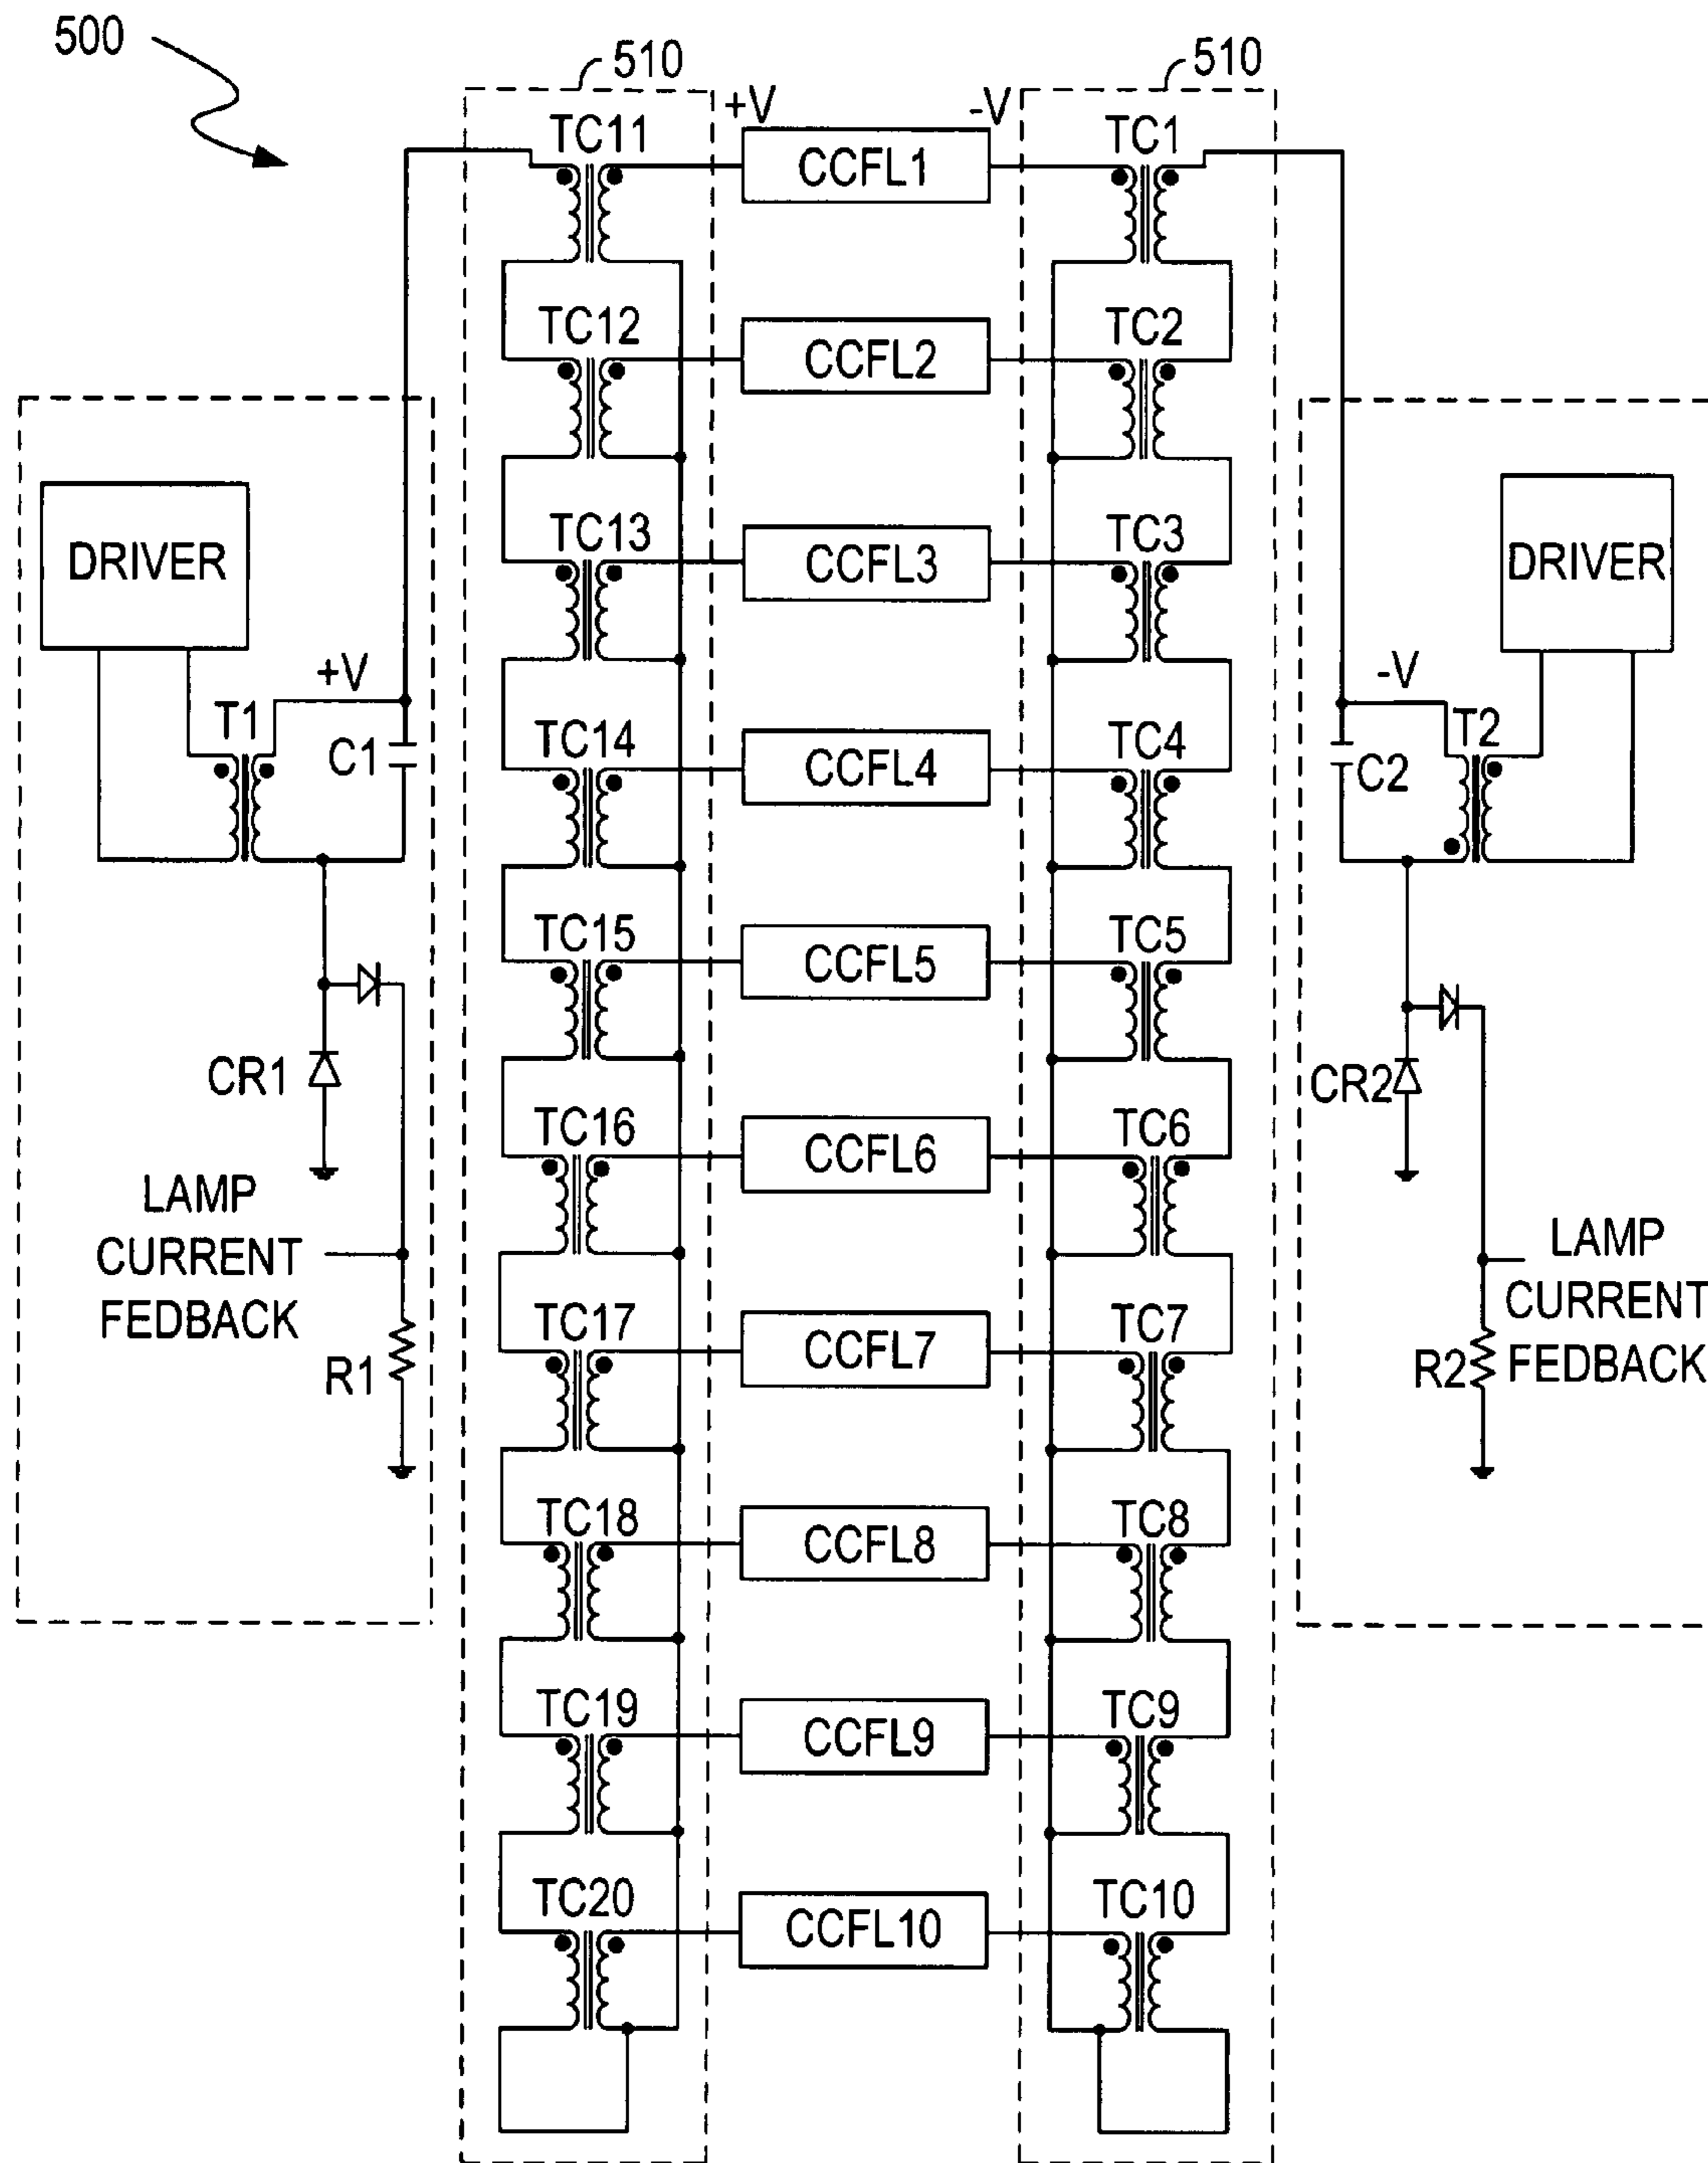 500
510
510
+V
-V
TC11
CCFL1
TC1
TC12
CCFL2
TC2
TC13
CCFL3
TC3
DRIVER
DRIVER
+V
-V
T1
C1
TC14
CCFL4
TC4
T2
C2
TC15
CCFL5
TC5
CR1
CR2
TC16
CCFL6
TC6
LAMP
CURRENT
FEDBACK
LAMP
CURRENT
FEDBACK
R1
R2
TC17
CCFL7
TC7
TC18
CCFL8
TC8
TC19
CCFL9
TC9
TC20
CCFL10
TC10